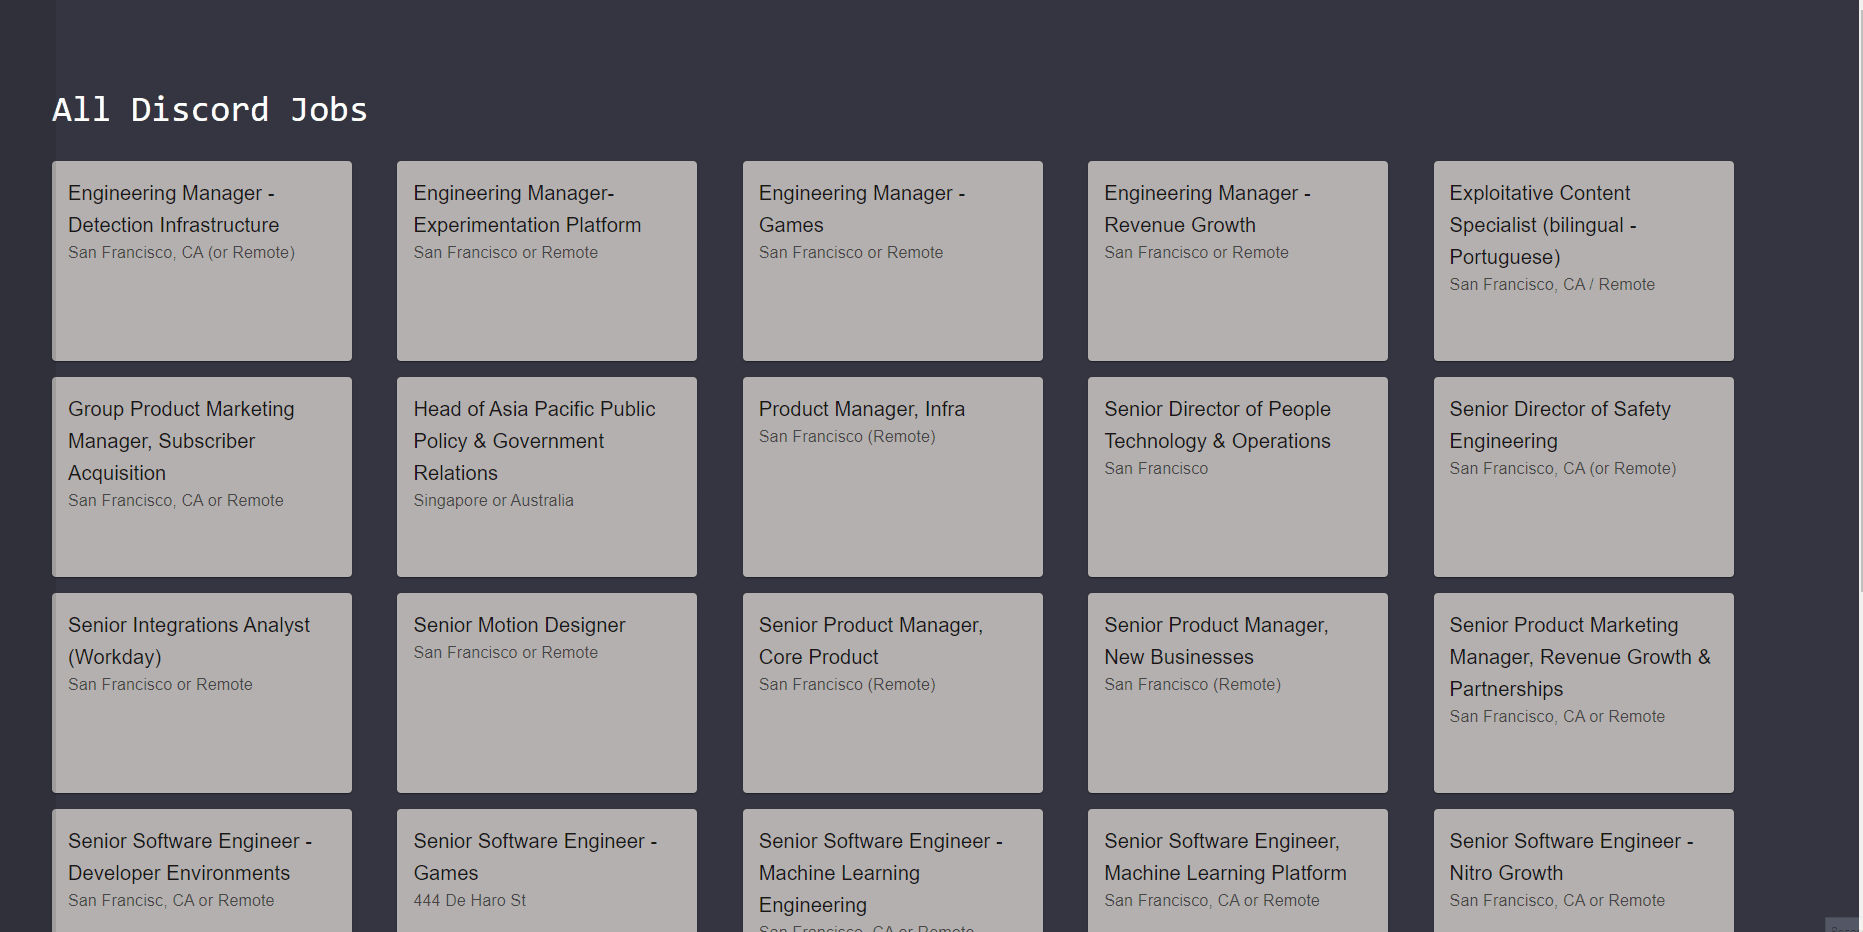 All Discord Jobs
Engineering Manager -
Detection Infrastructure
San Francisco, CA (or Remote)
Engineering Manager-
Experimentation Platform
San Francisco or Remote
Engineering Manager -
Games
San Francisco or Remote
Engineering Manager -
Revenue Growth
San Francisco or Remote
Exploitative Content
Specialist (bilingual -
Portuguese)
San Francisco, CA / Remote
Group Product Marketing
Manager, Subscriber
Acquisition
San Francisco, CA or Remote
Head of Asia Pacific Public
Policy & Government
Relations
Singapore or Australia
Product Manager, Infra
San Francisco (Remote)
Senior Director of People
Technology & Operations
San Francisco
Senior Director of Safety
Engineering
San Francisco, CA (or Remote)
Senior Integrations Analyst
(Workday)
San Francisco or Remote
Senior Motion Designer
San Francisco or Remote
Senior Product Manager,
Core Product
San Francisco (Remote)
Senior Product Manager,
New Businesses
San Francisco (Remote)
Senior Product Marketing
Manager, Revenue Growth &
Partnerships
San Francisco, CA or Remote
Senior Software Engineer -
Developer Environments
San Francisc, CA or Remote
Senior Software Engineer -
Games
444 De Haro St
Senior Software Engineer -
Machine Learning
Engineering
San Francisco, CA or Remote
Senior Software Engineer,
Machine Learning Platform
San Francisco, CA or Remote
Senior Software Engineer -
Nitro Growth
San Francisco, CA or Remote